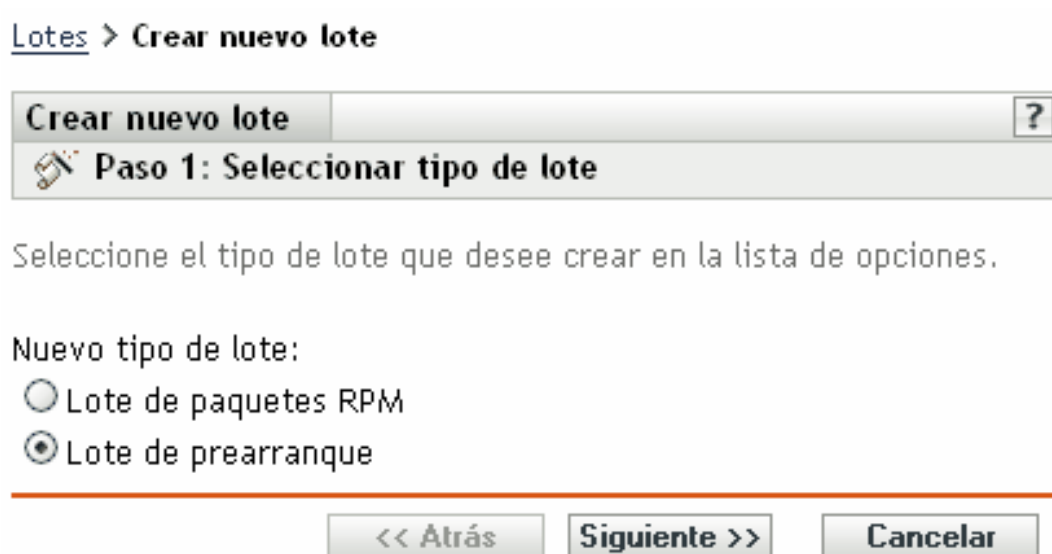 Lotes > Crear nuevo lote
Crear nuevo lote
?
Paso 1: Seleccionar tipo de lote
Seleccione el tipo de lote que desee crear en la lista de opciones.
Nuevo tipo de lote:
Lote de paquetes RPM
Lote de prearranque
<< Atrás Siguiente >> Cancelar